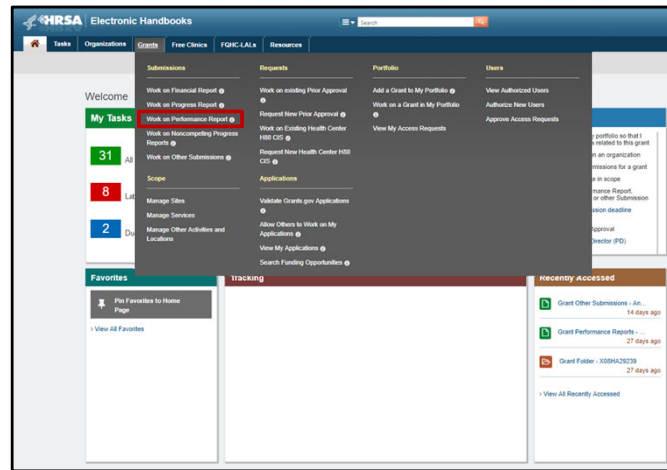 HRSA Electronic Handbooks
Search
Tasks Organizations Grants Free Clinics FQHC-LALs Resources
Submissions
Work on Financial Report
Work on Progress Report
Work on Performance Report
Work on Noncompeting Progress
Reports
Work on Other Submissions
Scope
Manage Sites
Manage Services
Manage Other Activities and
Locations
Requests
Work on existing Prior Approval
Request New Prior Approval
Work on Existing Health Center
H80 CIS
Request New Health Center H80
CIS
Applications
Validate Grants.gov Applications
Allow Others to Work on My
Applications
View My Applications
Search Funding Opportunities
Portfolio
Add a Grant to My Portfolio
Work on a Grant in My Portfolio
View My Access Requests
Users
View Authorized Users
Authorize New Users
Approve Access Requests
Welcome
My Tasks
31 All
8
2
portfolio so that I
related to this grant
an organization
missions for a grant
in scope
mance Report,
or other Submission
ssion deadline
Approval
Director (PD)
Favorites
Pin Favorites to Home
Page
› View All Favorites
Tracking
Recently Accessed
Grant Other Submissions - An...
14 days ago
Grant Performance Reports - ...
27 days ago
Grant Folder - X08HA29239
27 days ago
› View All Recently Accessed